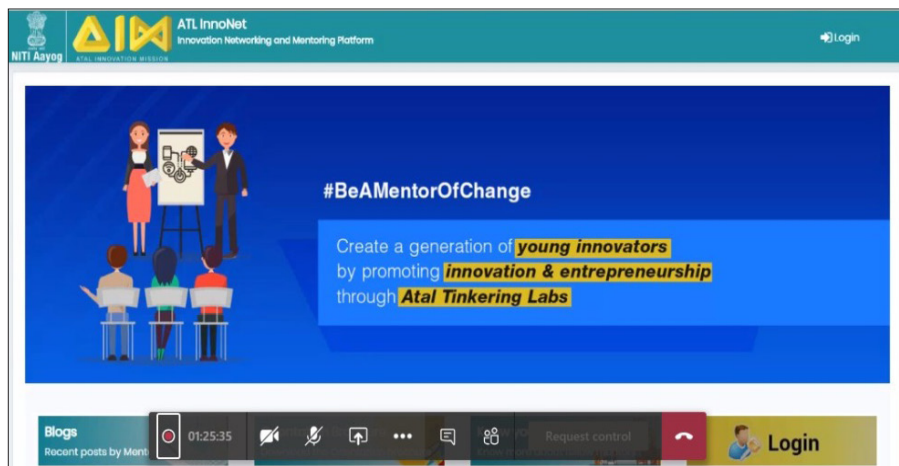 ATL InnoNet
Innovation Networking and Mentoring Platform
NITI Aayog
AIM
ATAL INNOVATION MISSION
Login
#BeAMentorOfChange
Create a generation of young innovators
by promoting innovation & entrepreneurship
through Atal Tinkering Labs
Blogs
Recent posts by Ment
01:25:35
Request control
Login